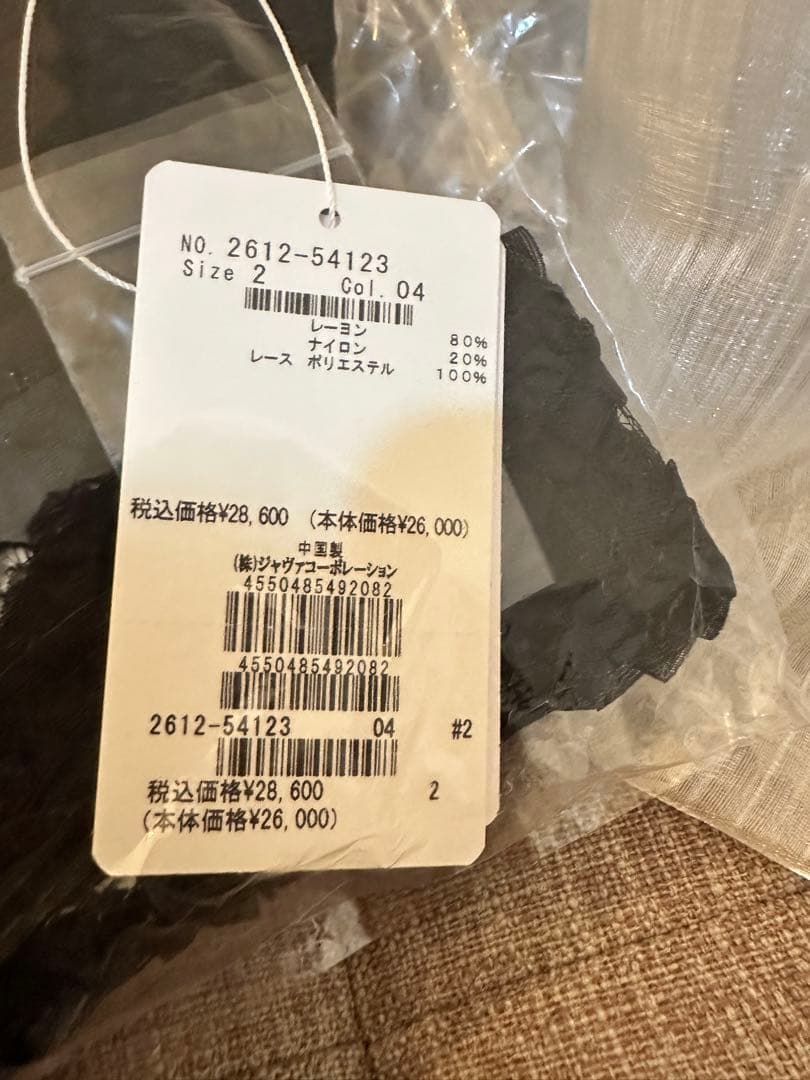 NO. 2612-54123
Size 2 Col. 04
レーヨン 80%
ナイロン 20%
レース ポリエステル 100%
税込価格¥28,600 (本体価格¥26,000)
中国製
(株)ジャヴァコーポレーション
4550485492082
4550485492082
2612-54123 04 #2
税込価格¥28,600 2
(本体価格¥26,000)